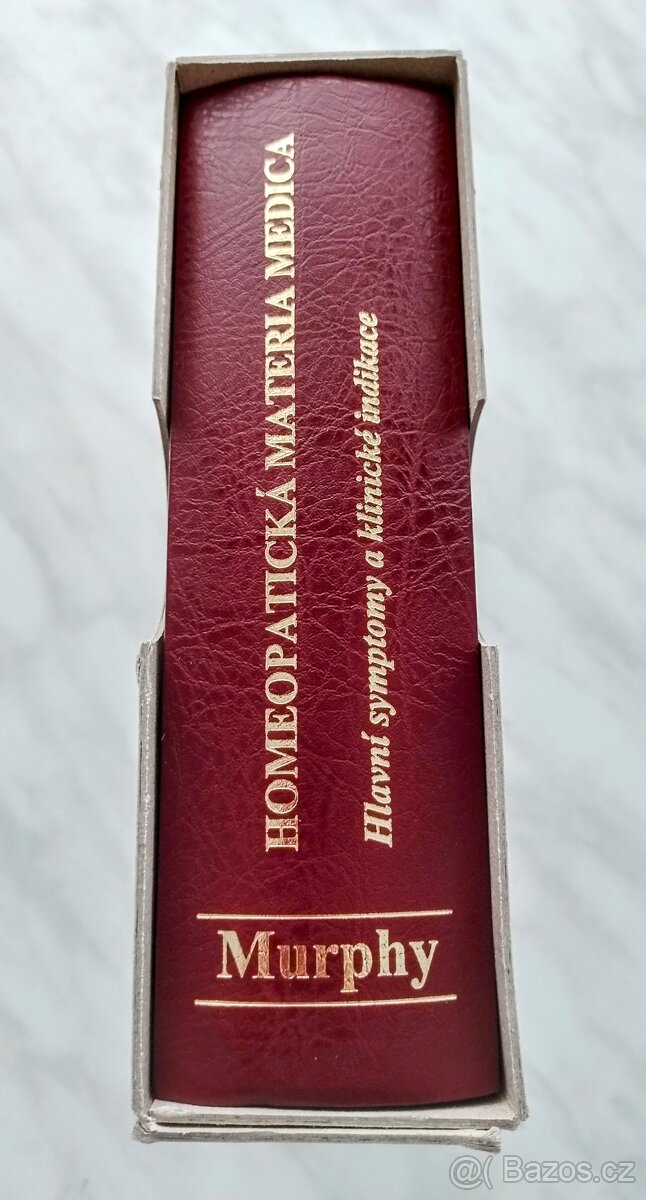 HOMEOPATICKÁ MATERIA MEDICA
Hlavní symptomy a klinické indikace
Murphy
@( Bazos.cz